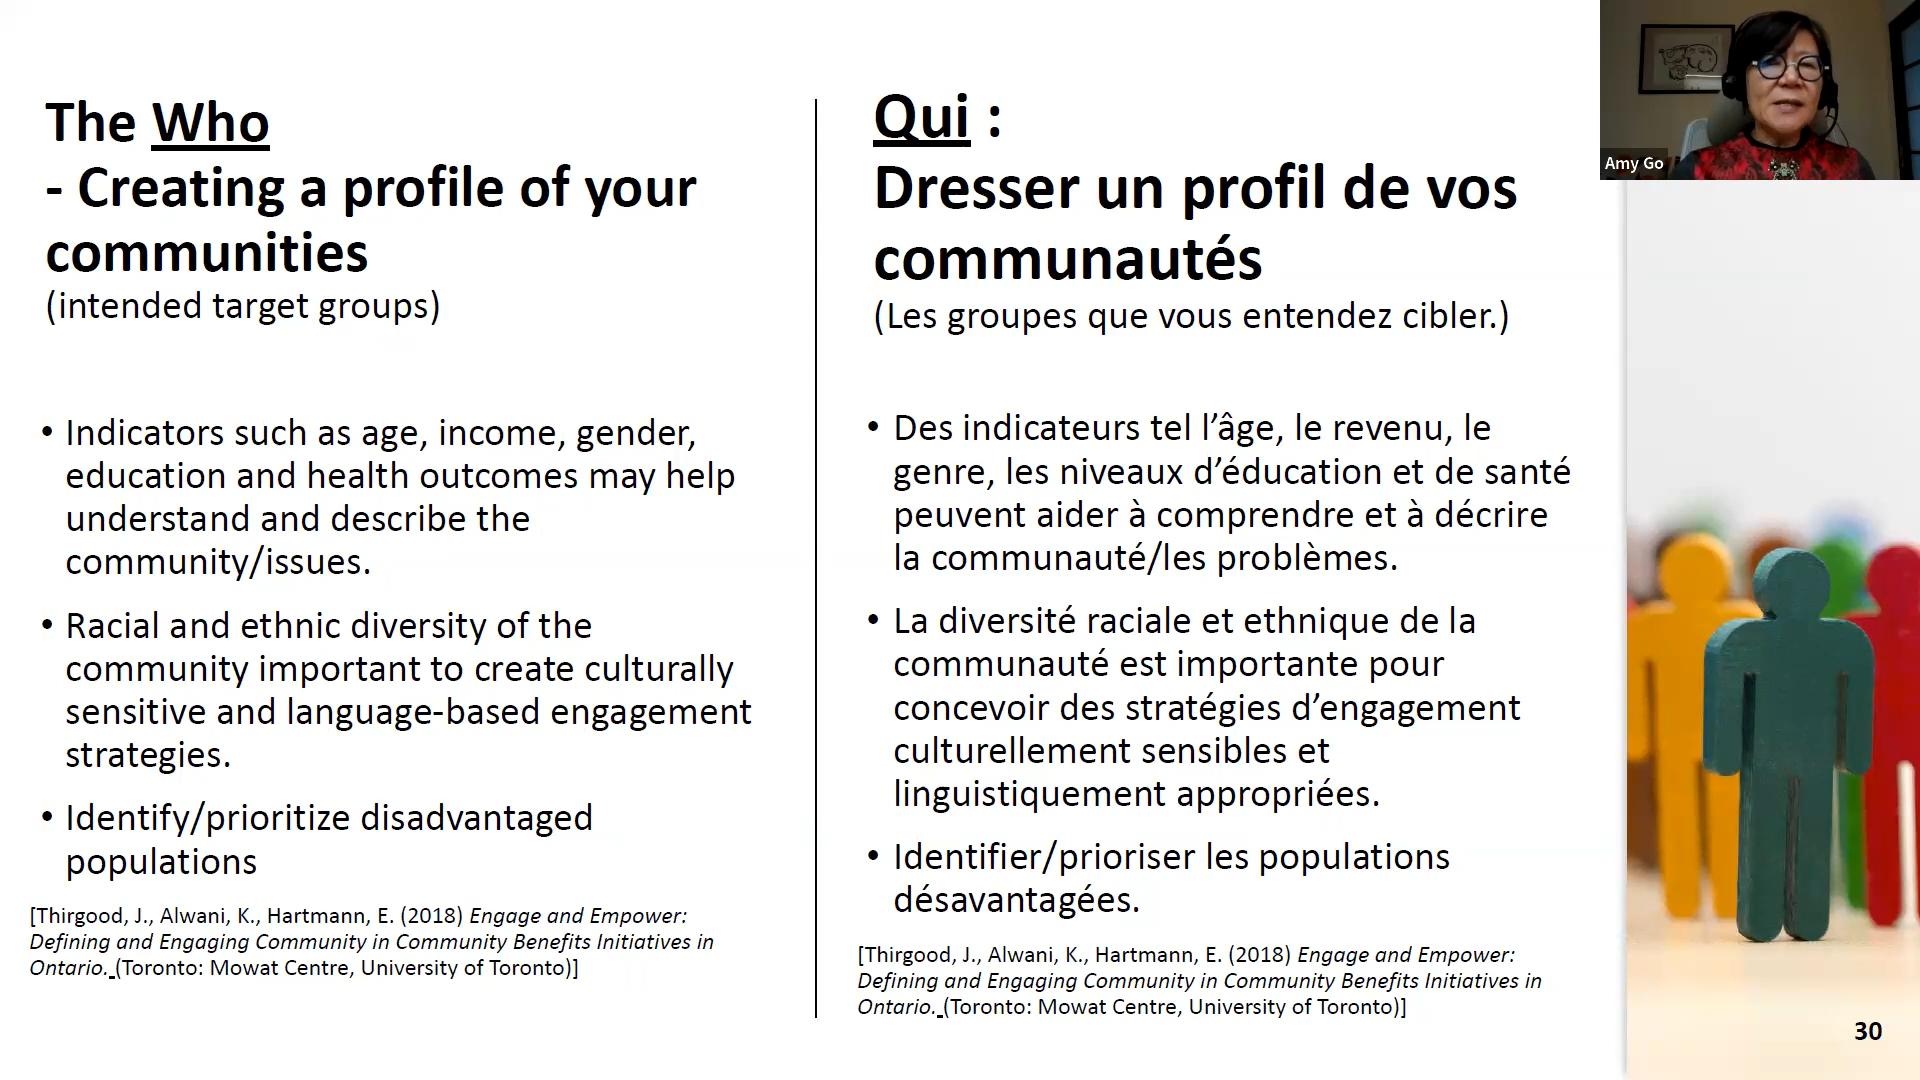 The Who
- Creating a profile of your
communities
(intended target groups)
• Indicators such as age, income, gender,
education and health outcomes may help
understand and describe the
community/issues.
• Racial and ethnic diversity of the
community important to create culturally
sensitive and language-based engagement
strategies.
• Identify/prioritize disadvantaged
populations
[Thirgood, J., Alwani, K., Hartmann, E. (2018) Engage and Empower:
Defining and Engaging Community in Community Benefits Initiatives in
Ontario. (Toronto: Mowat Centre, University of Toronto)]
Qui :
Dresser un profil de vos
communautés
(Les groupes que vous entendez cibler.)
• Des indicateurs tel l’âge, le revenu, le
genre, les niveaux d’éducation et de santé
peuvent aider à comprendre et à décrire
la communauté/les problèmes.
• La diversité raciale et ethnique de la
communauté est importante pour
concevoir des stratégies d’engagement
culturellement sensibles et
linguistiquement appropriées.
• Identifier/prioriser les populations
désavantagées.
[Thirgood, J., Alwani, K., Hartmann, E. (2018) Engage and Empower:
Defining and Engaging Community in Community Benefits Initiatives in
Ontario. (Toronto: Mowat Centre, University of Toronto)]
Amy Go
30